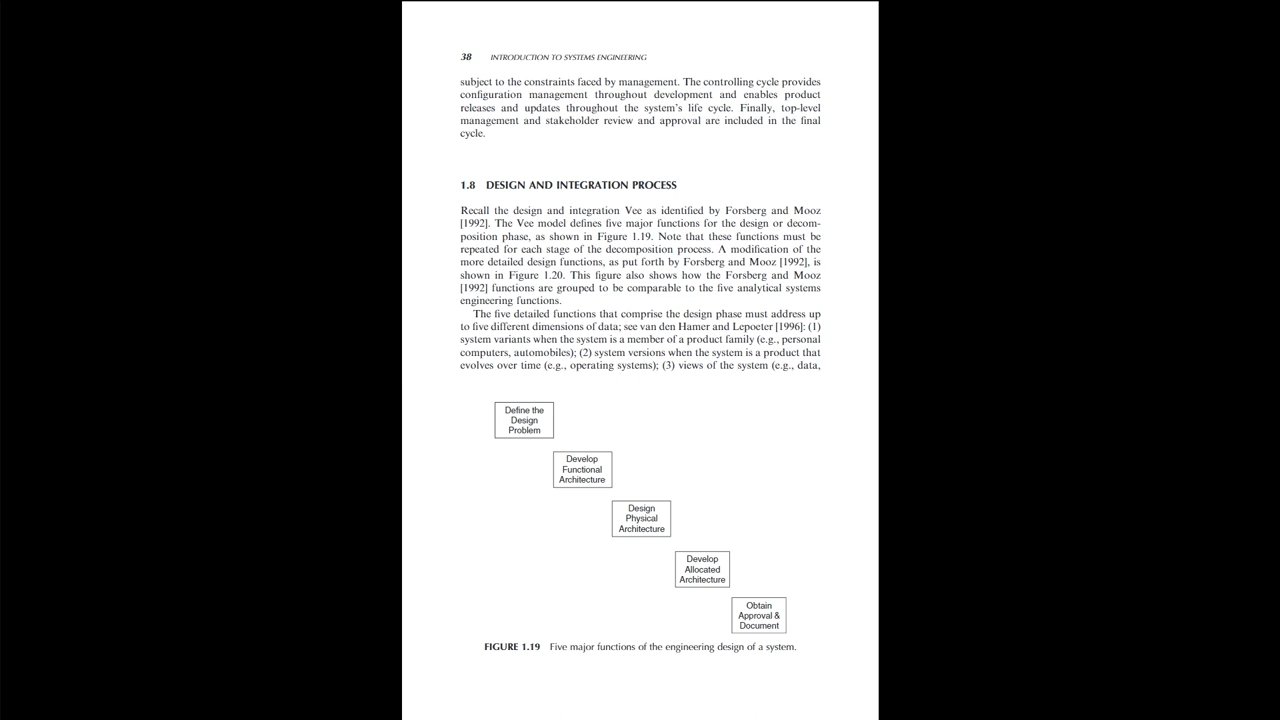 38 INTRODUCTION TO SYSTEMS ENGINEERING
subject to the constraints faced by management. The controlling cycle provides
configuration management throughout development and enables product
releases and updates throughout the system's life cycle. Finally, top-level
management and stakeholder review and approval are included in the final
cycle.
1.8 DESIGN AND INTEGRATION PROCESS
Recall the design and integration Vee as identified by Forsberg and Mooz
[1992]. The Vee model defines five major functions for the design or decom-
position phase, as shown in Figure 1.19. Note that these functions must be
repeated for each stage of the decomposition process. A modification of the
more detailed design functions, as put forth by Forsberg and Mooz [1992], is
shown in Figure 1.20. This figure also shows how the Forsberg and Mooz
[1992] functions are grouped to be comparable to the five analytical systems
engineering functions.
The five detailed functions that comprise the design phase must address up
to five different dimensions of data; see van den Hamer and Lepoeter [1996]: (1)
system variants when the system is a member of a product family (e.g., personal
computers, automobiles); (2) system versions when the system is a product that
evolves over time (e.g., operating systems); (3) views of the system (e.g., data,
Define the
Design
Problem
Develop
Functional
Architecture
Design
Physical
Architecture
Develop
Allocated
Architecture
Obtain
Approval &
Document
FIGURE 1.19 Five major functions of the engineering design of a system.